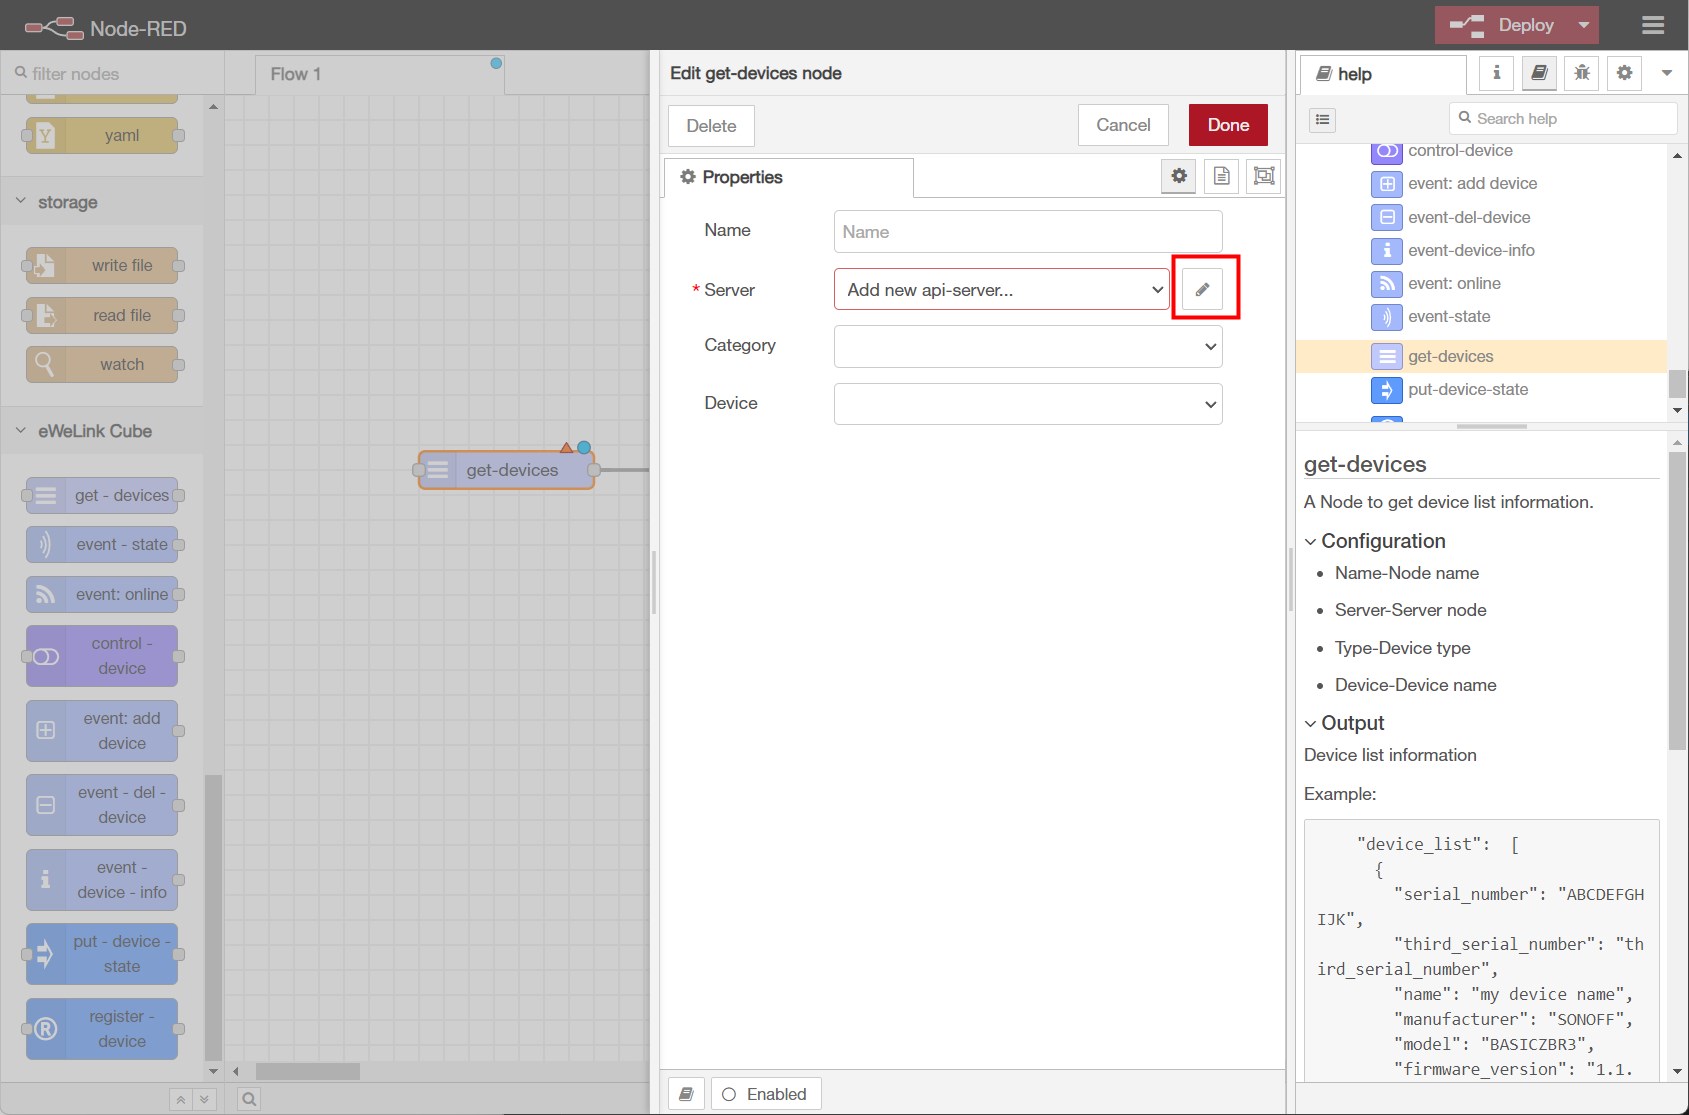 Node-RED
Deploy
filter nodes
yaml
storage
write file
read file
watch
eWeLink Cube
get - devices
event - state
event: online
control -
device
event: add
device
event - del -
device
event -
device - info
put - device -
state
register -
device
Flow 1
get-devices
Edit get-devices node
Delete
Cancel
Done
Properties
Name
Name
* Server
Add new api-server...
Category
Device
Enabled
help
Search help
control-device
event: add device
event-del-device
event-device-info
event: online
event-state
get-devices
put-device-state
get-devices
A Node to get device list information.
Configuration
• Name-Node name
• Server-Server node
• Type-Device type
• Device-Device name
Output
Device list information
Example:
"device_list": [
{
"serial_number": "ABCDEFGH
IJK",
"third_serial_number": "th
ird_serial_number",
"name": "my device name",
"manufacturer": "SONOFF",
"model": "BASICZBR3",
"firmware_version": "1.1.